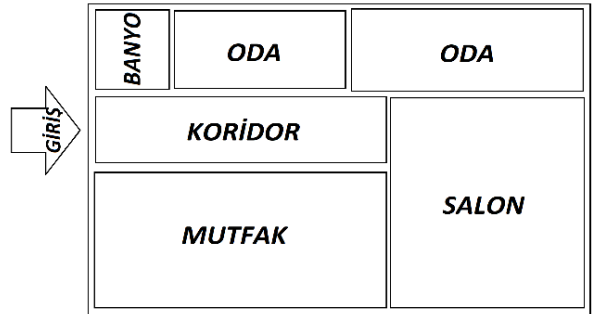 BANYO
ODA
ODA
GİRİŞ
KORİDOR
MUTFAK
SALON